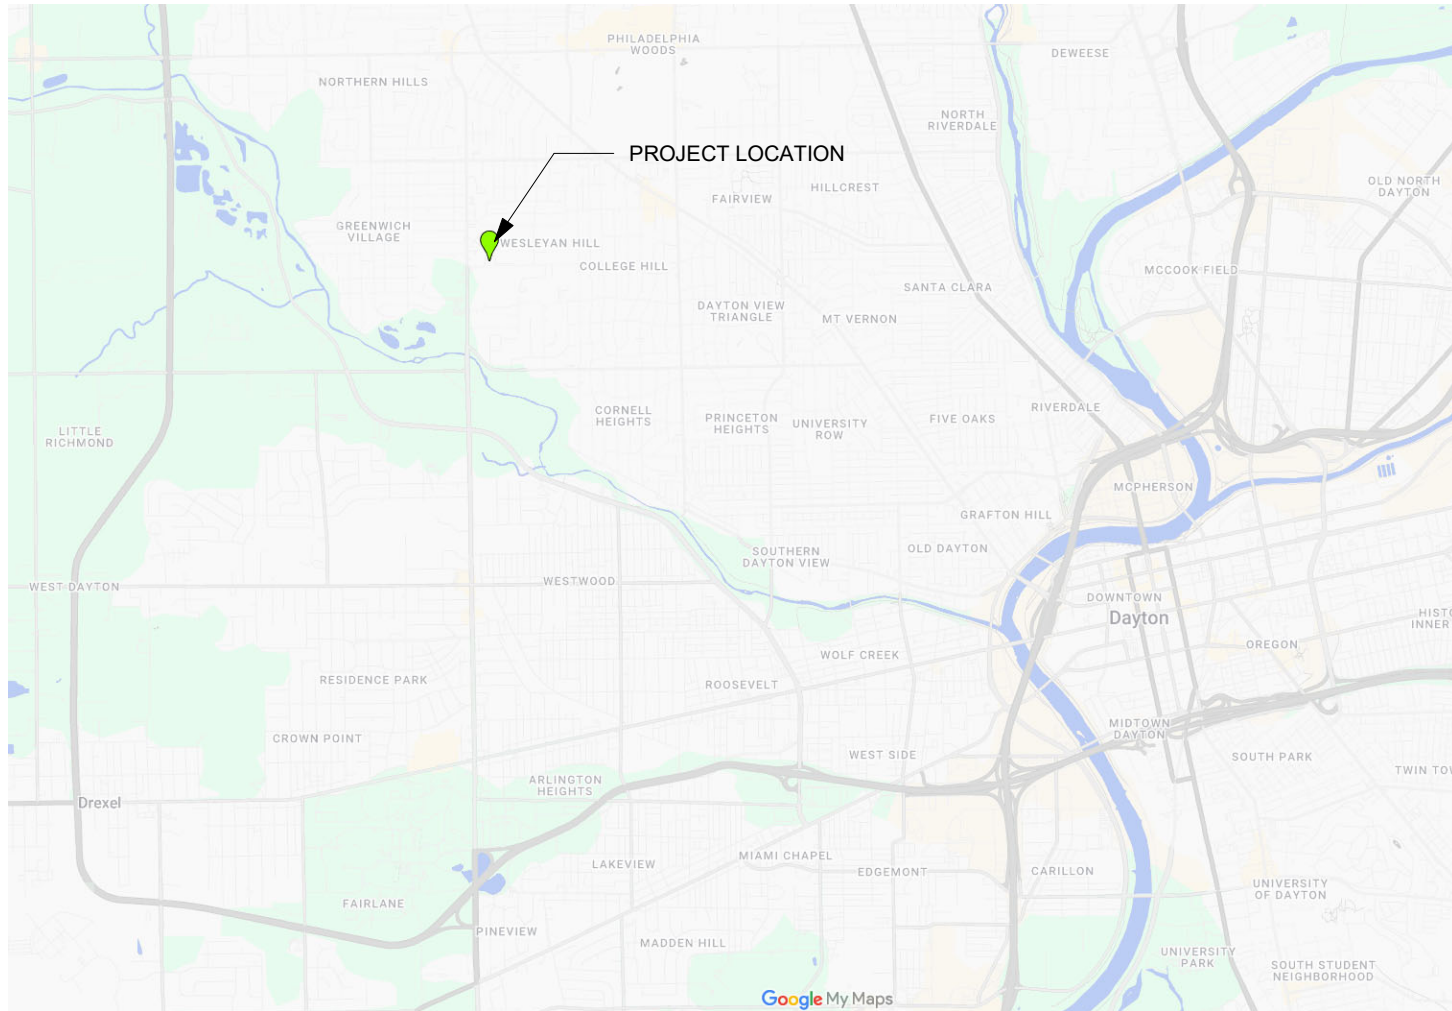 PHILADELPHIA
WOODS
DEWEESE
NORTHERN HILLS
NORTH
RIVERDALE
PROJECT LOCATION
OLD NORTH
DAYTON
HILLCREST
FAIRVIEW
GREENWICH
VILLAGE
WESLEYAN HILL
COLLEGE HILL
MCCOOK FIELD
SANTA CLARA
DAYTON VIEW
TRIANGLE
MT VERNON
CORNELL
HEIGHTS
PRINCETON
HEIGHTS
UNIVERSITY
ROW
FIVE OAKS
RIVERDALE
LITTLE
RICHMOND
MCPHERSON
GRAFTON HILL
OLD DAYTON
SOUTHERN
DAYTON VIEW
WEST DAYTON
WESTWOOD
DOWNTOWN
Dayton
HISTO
INNER
OREGON
WOLF CREEK
RESIDENCE PARK
ROOSEVELT
MIDTOWN
DAYTON
CROWN POINT
WEST SIDE
SOUTH PARK
TWIN TOW
ARLINGTON
HEIGHTS
Drexel
LAKEVIEW
MIAMI CHAPEL
EDGEMONT
CARILLON
UNIVERSITY
OF DAYTON
FAIRLANE
PINEVIEW
MADDEN HILL
UNIVERSITY
PARK
SOUTH STUDENT
NEIGHBORHOOD
Google My Maps